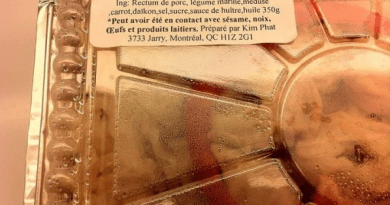 Ing: Rectum de porc, légume marine,méduse
,carrot,daikon,sel,sucre,sauce de huître,huile 350g
*Peut avoir été en contact avec sésame, noix,
Œufs et produits laitiers, Préparé par Kim Phat
3733 Jarry, Montréal, QC H1Z 2G1